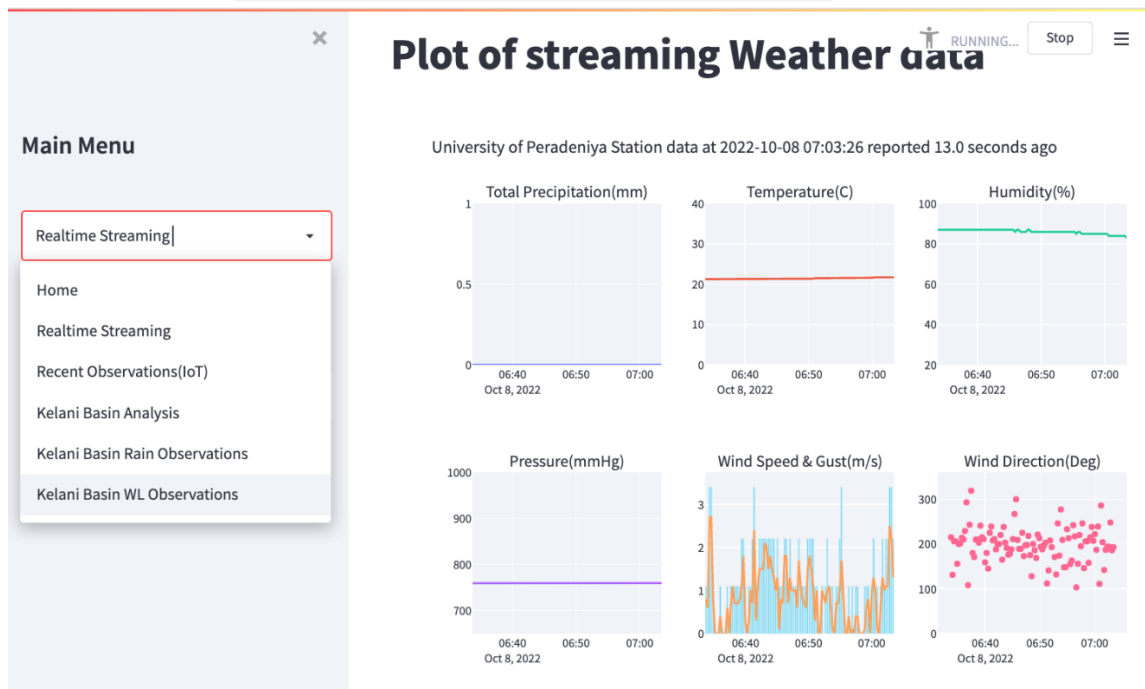 ×
Plot of streaming Weather data
RUNNING...
Stop
Main Menu
University of Peradeniya Station data at 2022-10-08 07:03:26 reported 13.0 seconds ago
Realtime Streaming
Home
Realtime Streaming
Recent Observations(IoT)
Kelani Basin Analysis
Kelani Basin Rain Observations
Kelani Basin WL Observations
Total Precipitation(mm)
1
0.5
0
06:40 06:50 07:00
Oct 8, 2022
Temperature(C)
40
30
20
10
0
06:40 06:50 07:00
Oct 8, 2022
Humidity(%)
100
80
60
40
20
06:40 06:50 07:00
Oct 8, 2022
Pressure(mmHg)
1000
900
800
700
06:40 06:50 07:00
Oct 8, 2022
Wind Speed & Gust(m/s)
3
2
1
0
06:40 06:50 07:00
Oct 8, 2022
Wind Direction(Deg)
300
200
100
0
06:40 06:50 07:00
Oct 8, 2022